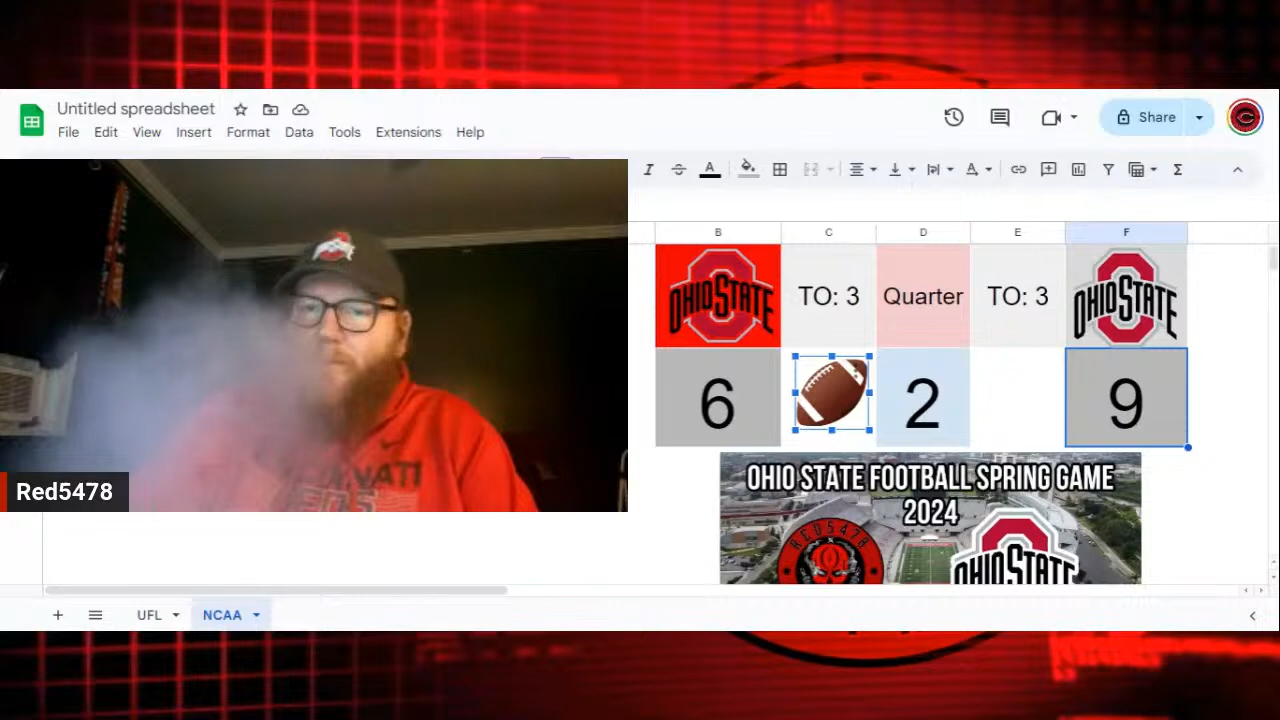 Untitled spreadsheet
File Edit View Insert Format Data Tools Extensions Help
Share
B C D E F
OHIO STATE
TO: 3
Quarter
TO: 3
OHIO STATE
6
2
9
Red5478
OHIO STATE FOOTBALL SPRING GAME
2024
RED5478
OHIO STATE
UFL
NCAA